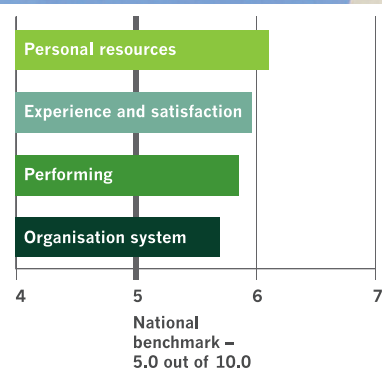 Personal resources
Experience and satisfaction
Performing
Organisation system
4 5 6 7
National
benchmark –
5.0 out of 10.0